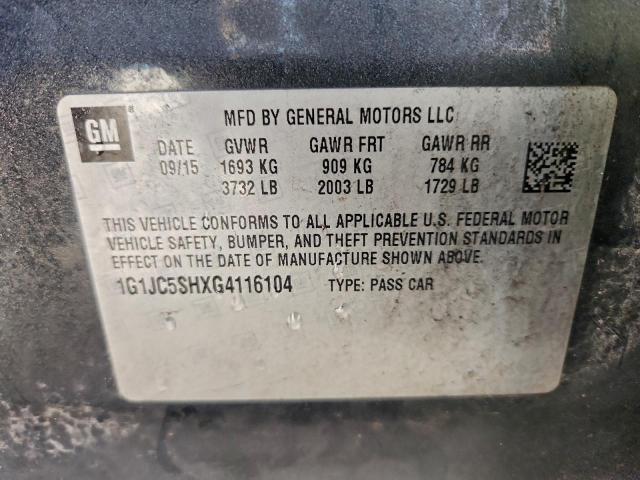 GM
MFD BY GENERAL MOTORS LLC
DATE GVWR GAWR FRT GAWR RR
09/15 1693 KG 909 KG 784 KG
3732 LB 2003 LB 1729 LB
THIS VEHICLE CONFORMS TO ALL APPLICABLE U.S. FEDERAL MOTOR
VEHICLE SAFETY, BUMPER, AND THEFT PREVENTION STANDARDS IN
EFFECT ON THE DATE OF MANUFACTURE SHOWN ABOVE.
1G1JC5SHXG4116104 TYPE: PASS CAR